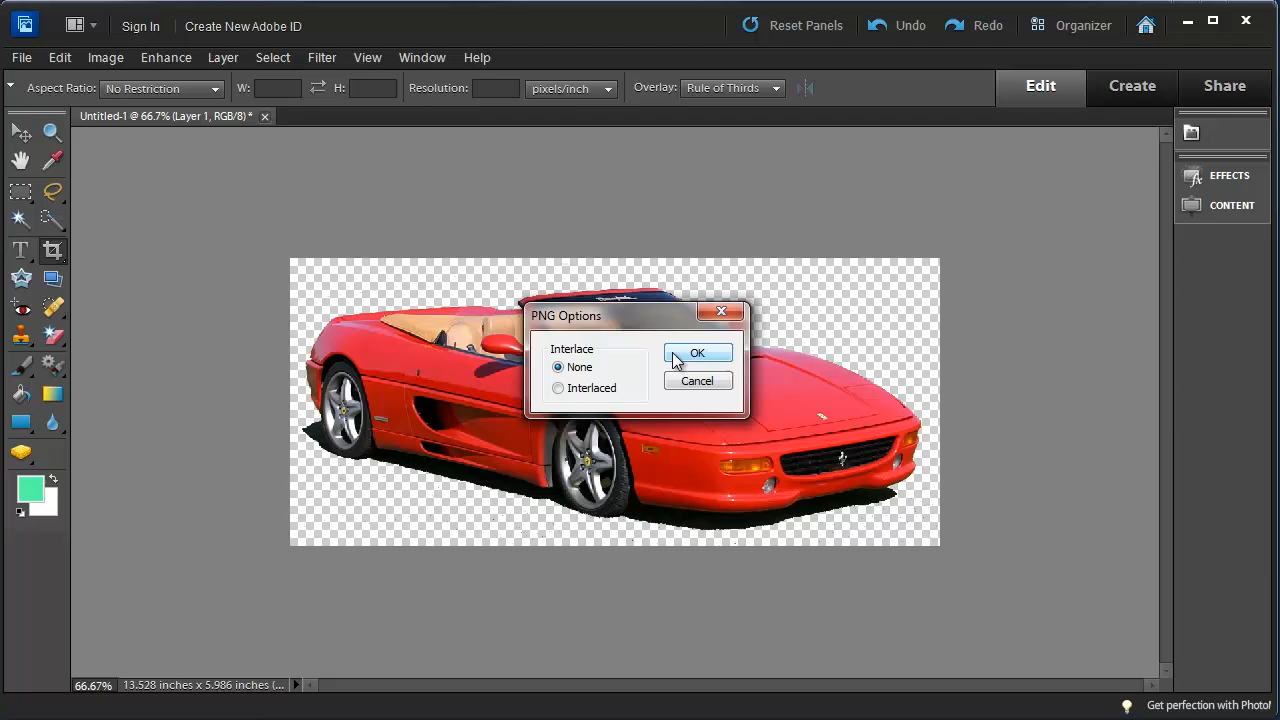 Sign In
Create New Adobe ID
Reset Panels
Undo
Redo
Organizer
File Edit Image Enhance Layer Select Filter View Window Help
Aspect Ratio: No Restriction W: H: Resolution: pixels/inch Overlay: Rule of Thirds
Edit
Create
Share
Untitled-1 @ 66.7% (Layer 1, RGB/8) *
EFFECTS
CONTENT
T
PNG Options
Interlace
None
Interlaced
OK
Cancel
66.67% 13.528 inches x 5.986 inches (...
Get perfection with Photo!